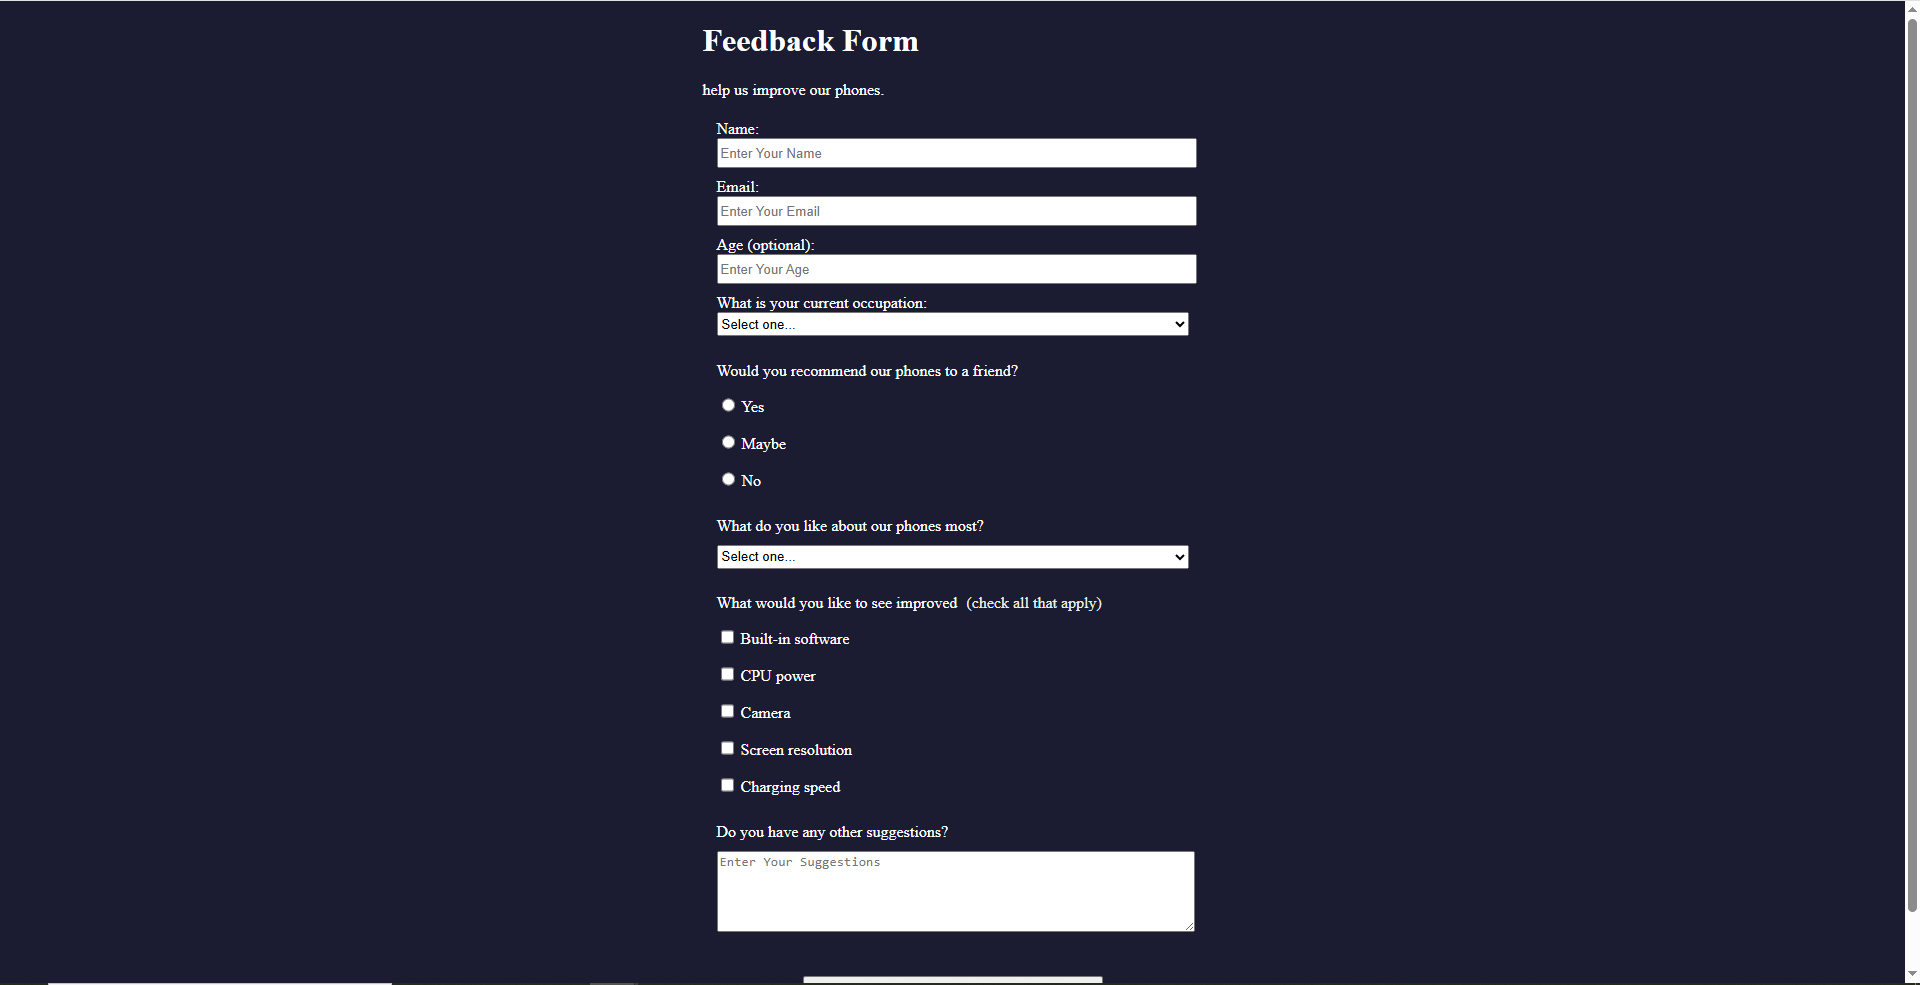 Feedback Form
help us improve our phones.
Name:
Enter Your Name
Email:
Enter Your Email
Age (optional):
Enter Your Age
What is your current occupation:
Select one...
Would you recommend our phones to a friend?
Yes
Maybe
No
What do you like about our phones most?
Select one...
What would you like to see improved (check all that apply)
Built-in software
CPU power
Camera
Screen resolution
Charging speed
Do you have any other suggestions?
Enter Your Suggestions